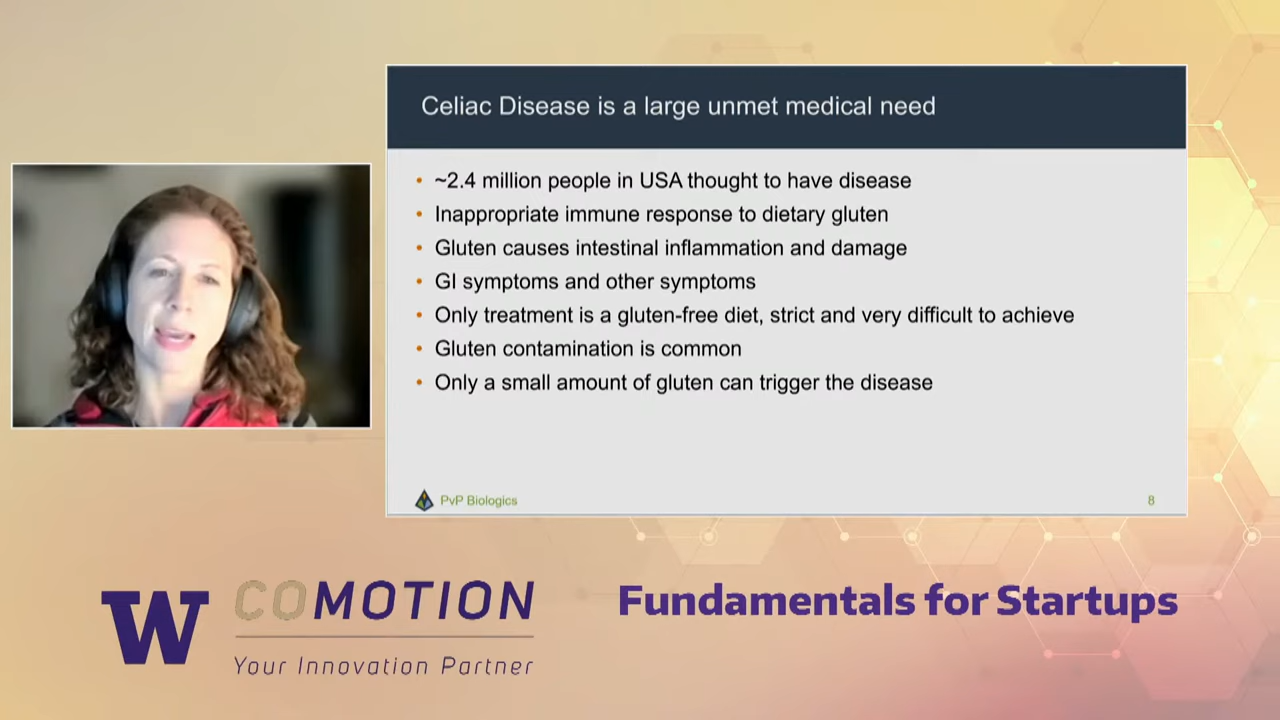 Celiac Disease is a large unmet medical need
• ~2.4 million people in USA thought to have disease
• Inappropriate immune response to dietary gluten
• Gluten causes intestinal inflammation and damage
• GI symptoms and other symptoms
• Only treatment is a gluten-free diet, strict and very difficult to achieve
• Gluten contamination is common
• Only a small amount of gluten can trigger the disease
PvP Biologics
8
W
COMOTION
Your Innovation Partner
Fundamentals for Startups